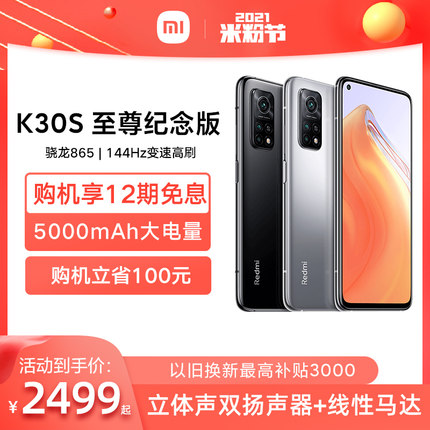 mi
2021
米粉节
K30S 至尊纪念版
骁龙865 | 144Hz变速高刷
购机享12期免息
5000mAh大电量
购机立省100元
Redmi
Redmi
活动到手价：
¥2499起
以旧换新最高补贴3000
立体声双扬声器+线性马达